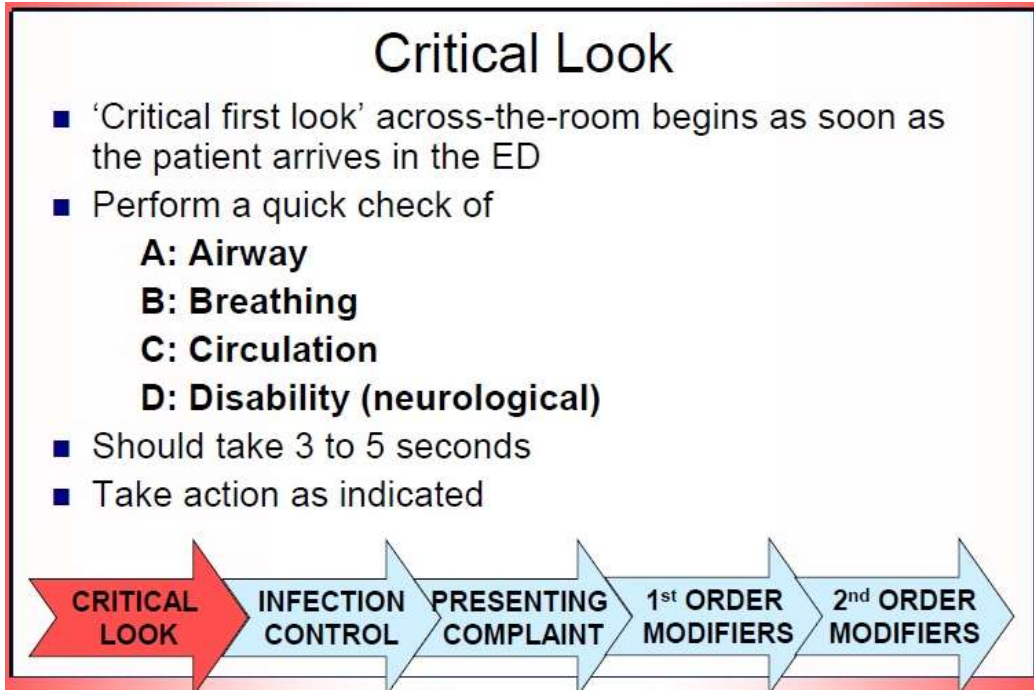 Critical Look
■ ‘Critical first look’ across-the-room begins as soon as
the patient arrives in the ED
■ Perform a quick check of
A: Airway
B: Breathing
C: Circulation
D: Disability (neurological)
■ Should take 3 to 5 seconds
■ Take action as indicated
CRITICAL
LOOK
INFECTION
CONTROL
PRESENTING
COMPLAINT
1st ORDER
MODIFIERS
2nd ORDER
MODIFIERS